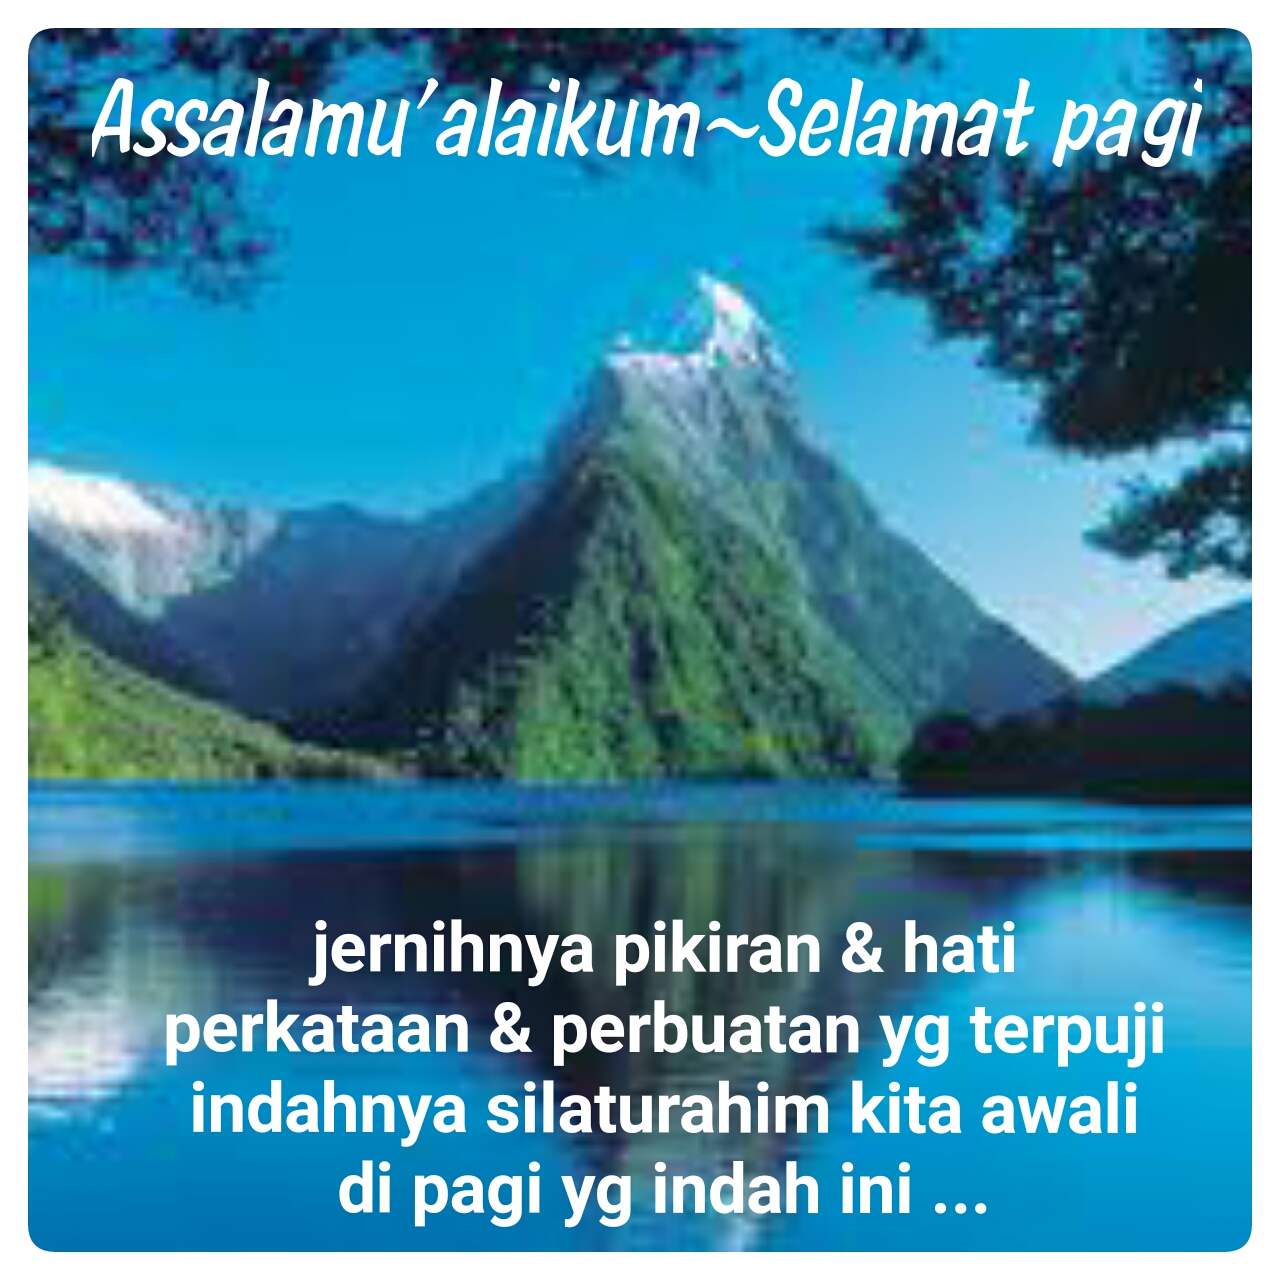 Assalamu'alaikum~Selamat pagi
jernihnya pikiran & hati
perkataan & perbuatan yg terpuji
indahnya silaturahim kita awali
di pagi yg indah ini ...